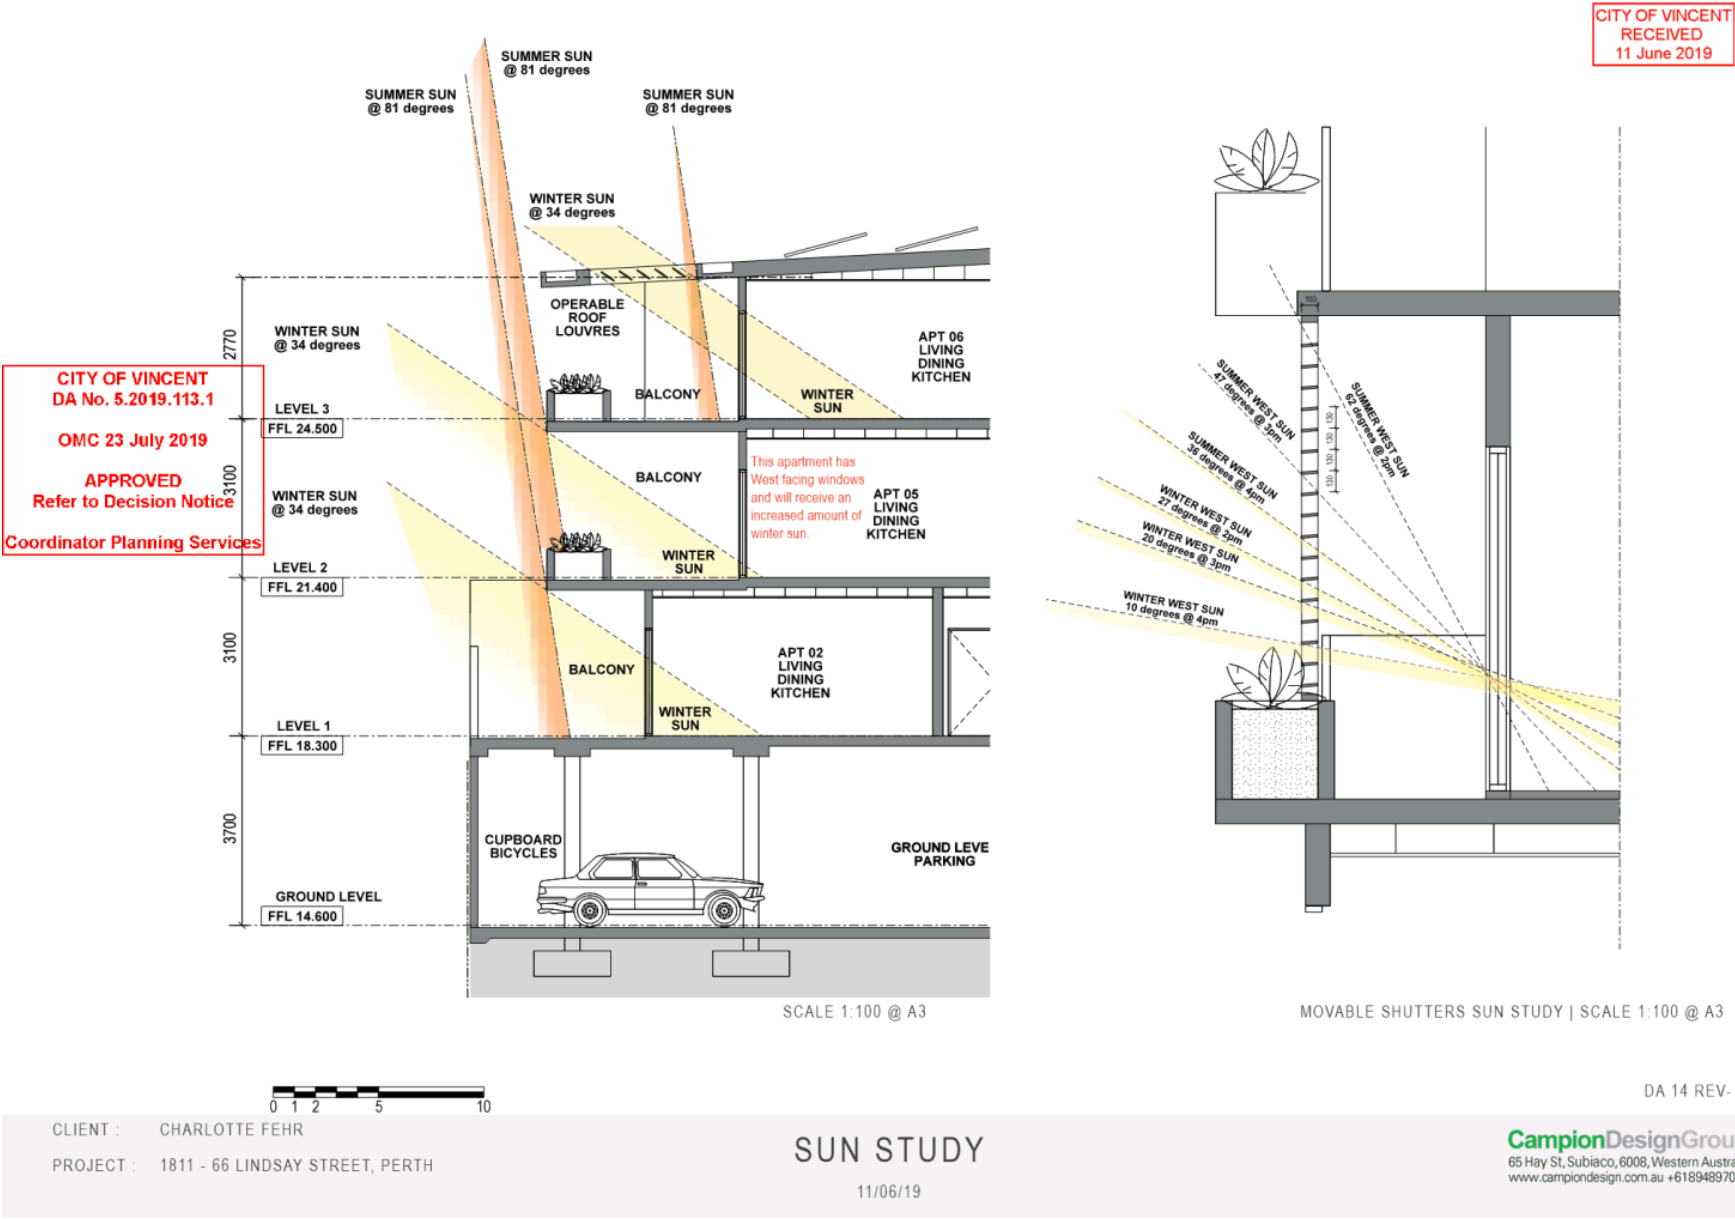 CITY OF VINCENT
RECEIVED
11 June 2019
SUMMER SUN
@ 81 degrees
SUMMER SUN
@ 81 degrees
SUMMER SUN
@ 81 degrees
WINTER SUN
@ 34 degrees
OPERABLE
ROOF
LOUVRES
WINTER SUN
@ 34 degrees
2770
APT 06
LIVING
DINING
KITCHEN
BALCONY
WINTER
SUN
CITY OF VINCENT
DA No. 5.2019.113.1
OMC 23 July 2019
APPROVED
Refer to Decision Notice
Coordinator Planning Services
LEVEL 3
FFL 24.500
3100
BALCONY
This apartment has
West facing windows
and will receive an
increased amount of
winter sun.
APT 05
LIVING
DINING
KITCHEN
WINTER SUN
@ 34 degrees
WINTER
SUN
LEVEL 2
FFL 21.400
3100
BALCONY
APT 02
LIVING
DINING
KITCHEN
WINTER
SUN
LEVEL 1
FFL 18.300
3700
CUPBOARD
BICYCLES
GROUND LEVE
PARKING
GROUND LEVEL
FFL 14.600
SCALE 1:100 @ A3
100
SUMMER WEST SUN
47 degrees @ 3pm
SUMMER WEST SUN
62 degrees @ 2pm
130
130
130
130
SUMMER WEST SUN
36 degrees @ 4pm
WINTER WEST SUN
27 degrees @ 2pm
WINTER WEST SUN
20 degrees @ 3pm
WINTER WEST SUN
10 degrees @ 4pm
MOVABLE SHUTTERS SUN STUDY | SCALE 1:100 @ A3
0 1 2 5 10
DA 14 REV-
CLIENT : CHARLOTTE FEHR
PROJECT : 1811 - 66 LINDSAY STREET, PERTH
SUN STUDY
11/06/19
CampionDesignGrou
65 Hay St, Subiaco, 6008, Western Austra
www.campiondesign.com.au +618948970